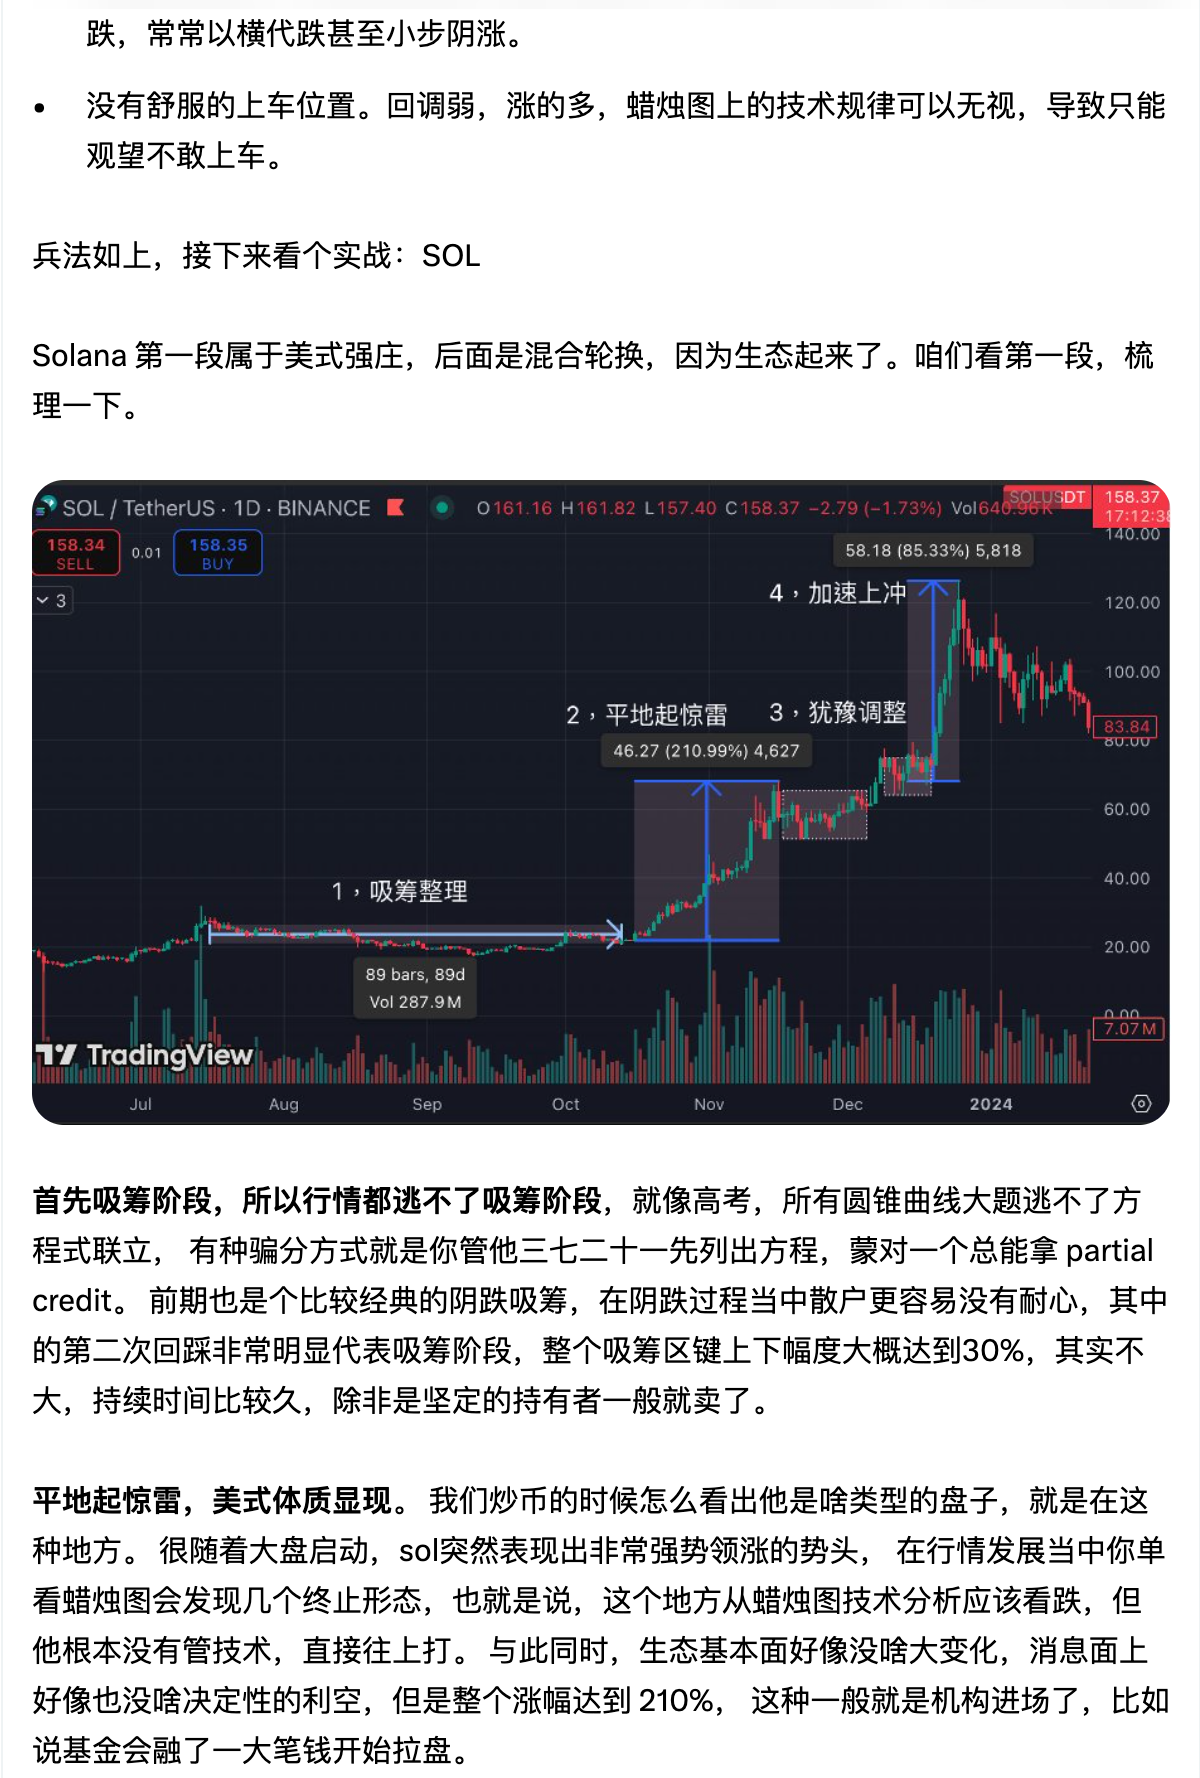 跌，常常以横代跌甚至小步阴涨。
• 没有舒服的上车位置。回调弱，涨的多，蜡烛图上的技术规律可以无视，导致只能
观望不敢上车。
兵法如上，接下来看个实战：SOL
Solana 第一段属于美式强庄，后面是混合轮换，因为生态起来了。咱们看第一段，梳
理一下。
SOL / TetherUS · 1D · BINANCE O161.16 H161.82 L157.40 C158.37 −2.79 (−1.73%) Vol640.96K
SOLUSDT 158.37
17:12:38
158.34 SELL 0.01 158.35 BUY
3
140.00
58.18 (85.33%) 5,818
4，加速上冲
120.00
100.00
2，平地起惊雷 3，犹豫调整
83.84
80.00
46.27 (210.99%) 4,627
60.00
40.00
1，吸筹整理
20.00
89 bars, 89d
Vol 287.9M
0.00
7.07M
TradingView
Jul Aug Sep Oct Nov Dec 2024
首先吸筹阶段，所以行情都逃不了吸筹阶段，就像高考，所有圆锥曲线大题逃不了方
程式联立， 有种骗分方式就是你管他三七二十一先列出方程，蒙对一个总能拿 partial
credit。 前期也是个比较经典的阴跌吸筹，在阴跌过程当中散户更容易没有耐心，其中
的第二次回踩非常明显代表吸筹阶段，整个吸筹区键上下幅度大概达到30%，其实不
大，持续时间比较久，除非是坚定的持有者一般就卖了。
平地起惊雷，美式体质显现。 我们炒币的时候怎么看出他是啥类型的盘子，就是在这
种地方。 很随着大盘启动，sol突然表现出非常强势领涨的势头， 在行情发展当中你单
看蜡烛图会发现几个终止形态，也就是说，这个地方从蜡烛图技术分析应该看跌，但
他根本没有管技术，直接往上打。 与此同时，生态基本面好像没啥大变化，消息面上
好像也没啥决定性的利空，但是整个涨幅达到 210%， 这种一般就是机构进场了，比如
说基金会融了一大笔钱开始拉盘。